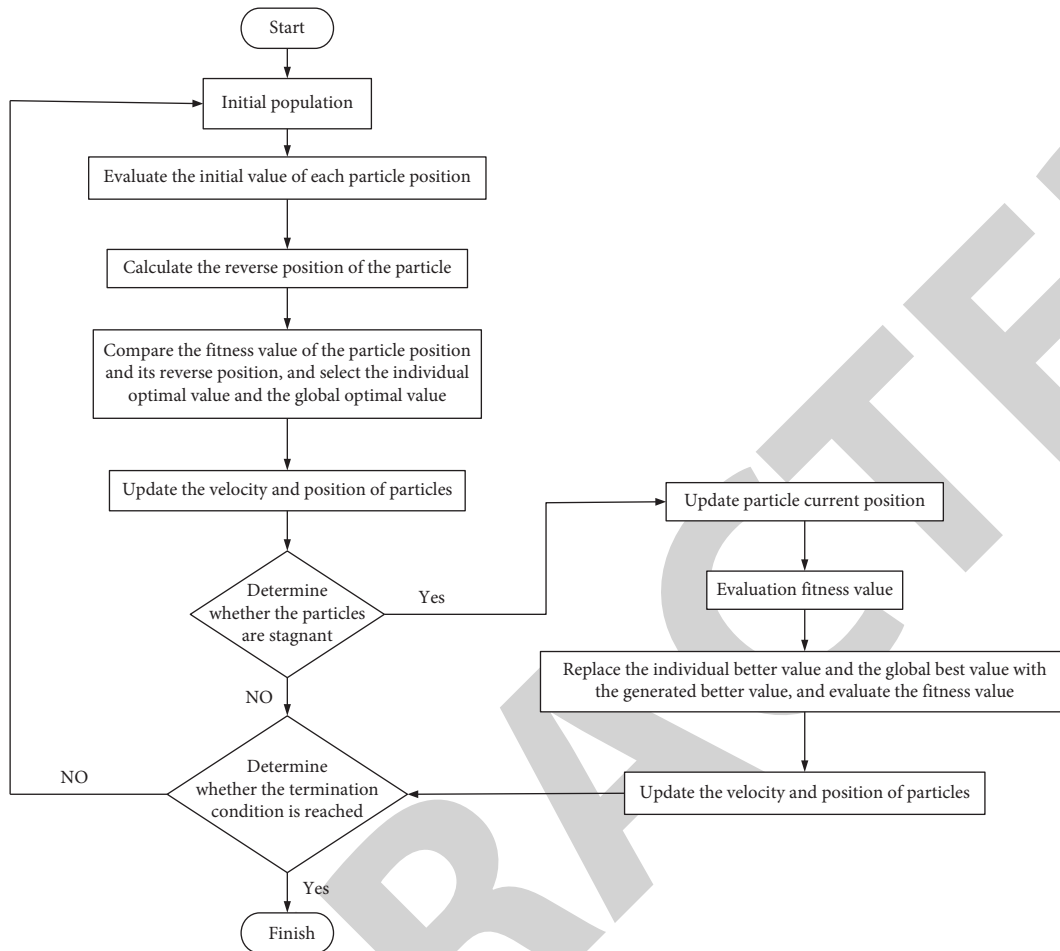 Start
Initial population
Evaluate the initial value of each particle position
Calculate the reverse position of the particle
Compare the fitness value of the particle position
and its reverse position, and select the individual
optimal value and the global optimal value
Update the velocity and position of particles
Determine
whether the particles
are stagnant
Yes
NO
Update particle current position
Evaluation fitness value
Replace the individual better value and the global best value with
the generated better value, and evaluate the fitness value
Update the velocity and position of particles
Determine
whether the termination
condition is reached
NO
Yes
Finish
RACTE